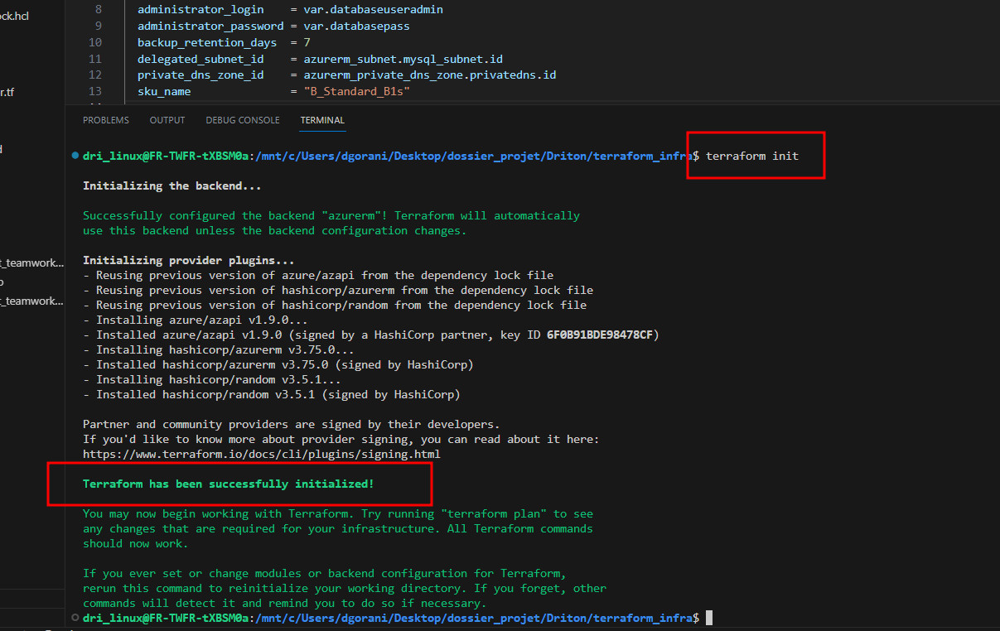 ock.hcl
r.tf
d
t_teamwork...
o
t_teamwork...
8 administrator_login = var.databaseuseradmin
9 administrator_password = var.databasepass
10 backup_retention_days = 7
11 delegated_subnet_id = azurerm_subnet.mysql_subnet.id
12 private_dns_zone_id = azurerm_private_dns_zone.privatedns.id
13 sku_name = "B_Standard_B1s"
PROBLEMS OUTPUT DEBUG CONSOLE TERMINAL
dri_linux@FR-TWFR-tXBSM0a:/mnt/c/Users/dgorani/Desktop/dossier_projet/Driton/terraform_infra$ terraform init
Initializing the backend...
Successfully configured the backend "azurerm"! Terraform will automatically
use this backend unless the backend configuration changes.
Initializing provider plugins...
- Reusing previous version of azure/azapi from the dependency lock file
- Reusing previous version of hashicorp/azurerm from the dependency lock file
- Reusing previous version of hashicorp/random from the dependency lock file
- Installing azure/azapi v1.9.0...
- Installed azure/azapi v1.9.0 (signed by a HashiCorp partner, key ID 6F0B91BDE98478CF)
- Installing hashicorp/azurerm v3.75.0...
- Installed hashicorp/azurerm v3.75.0 (signed by HashiCorp)
- Installing hashicorp/random v3.5.1...
- Installed hashicorp/random v3.5.1 (signed by HashiCorp)
Partner and community providers are signed by their developers.
If you'd like to know more about provider signing, you can read about it here:
https://www.terraform.io/docs/cli/plugins/signing.html
Terraform has been successfully initialized!
You may now begin working with Terraform. Try running "terraform plan" to see
any changes that are required for your infrastructure. All Terraform commands
should now work.
If you ever set or change modules or backend configuration for Terraform,
rerun this command to reinitialize your working directory. If you forget, other
commands will detect it and remind you to do so if necessary.
dri_linux@FR-TWFR-tXBSM0a:/mnt/c/Users/dgorani/Desktop/dossier_projet/Driton/terraform_infra$